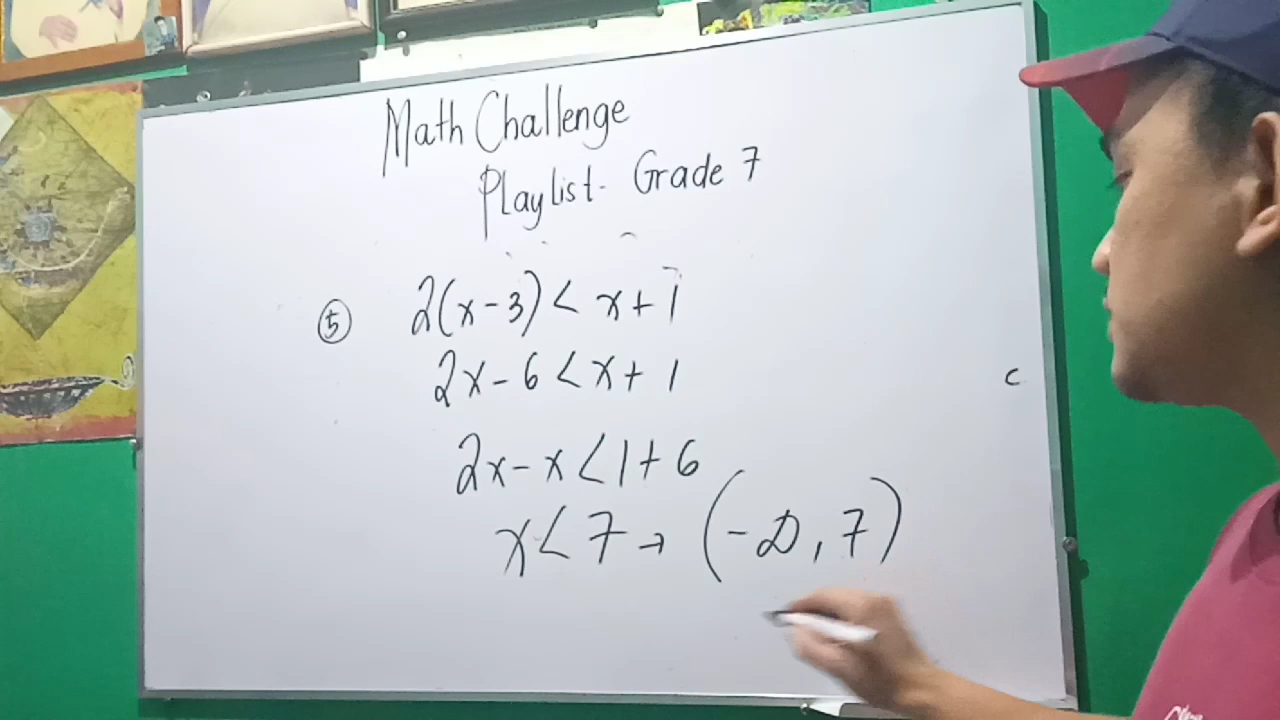 Math Challenge
Playlist - Grade 7
⑤ 2(x-3) < x+1
2x-6 < x+1
2x-x < 1+6
x < 7 → (-∞, 7)
c